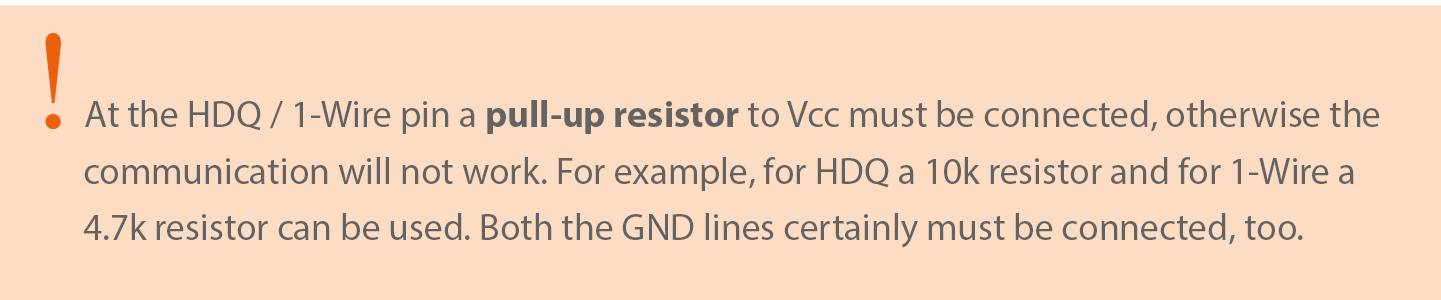 !
At the HDQ / 1-Wire pin a pull-up resistor to Vcc must be connected, otherwise the
communication will not work. For example, for HDQ a 10k resistor and for 1-Wire a
4.7k resistor can be used. Both the GND lines certainly must be connected, too.